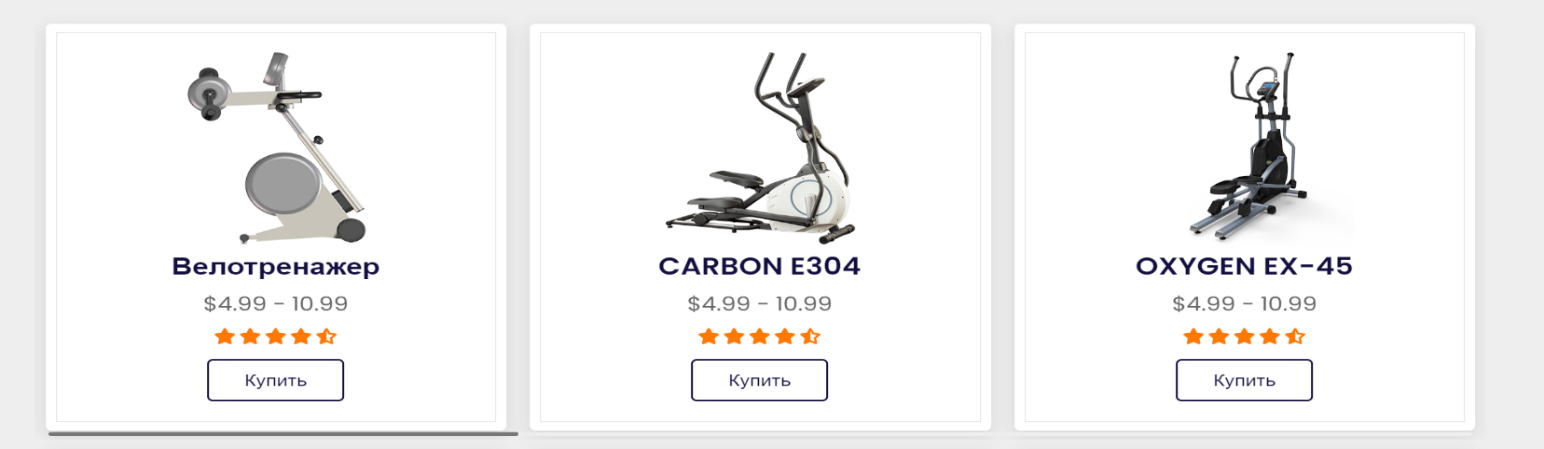 Велотренажер
$4.99 - 10.99
Купить
CARBON E304
$4.99 - 10.99
Купить
OXYGEN EX-45
$4.99 - 10.99
Купить